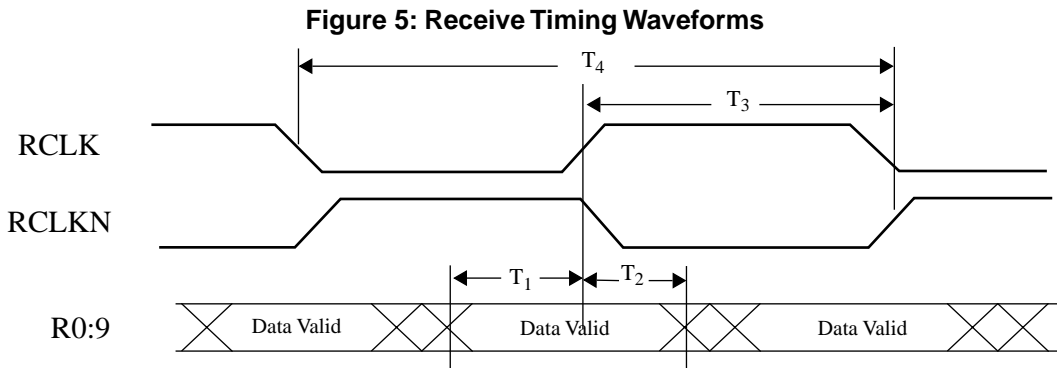 Figure 5: Receive Timing Waveforms
T4
T3
RCLK
RCLKN
T1
T2
R0:9
Data Valid
Data Valid
Data Valid